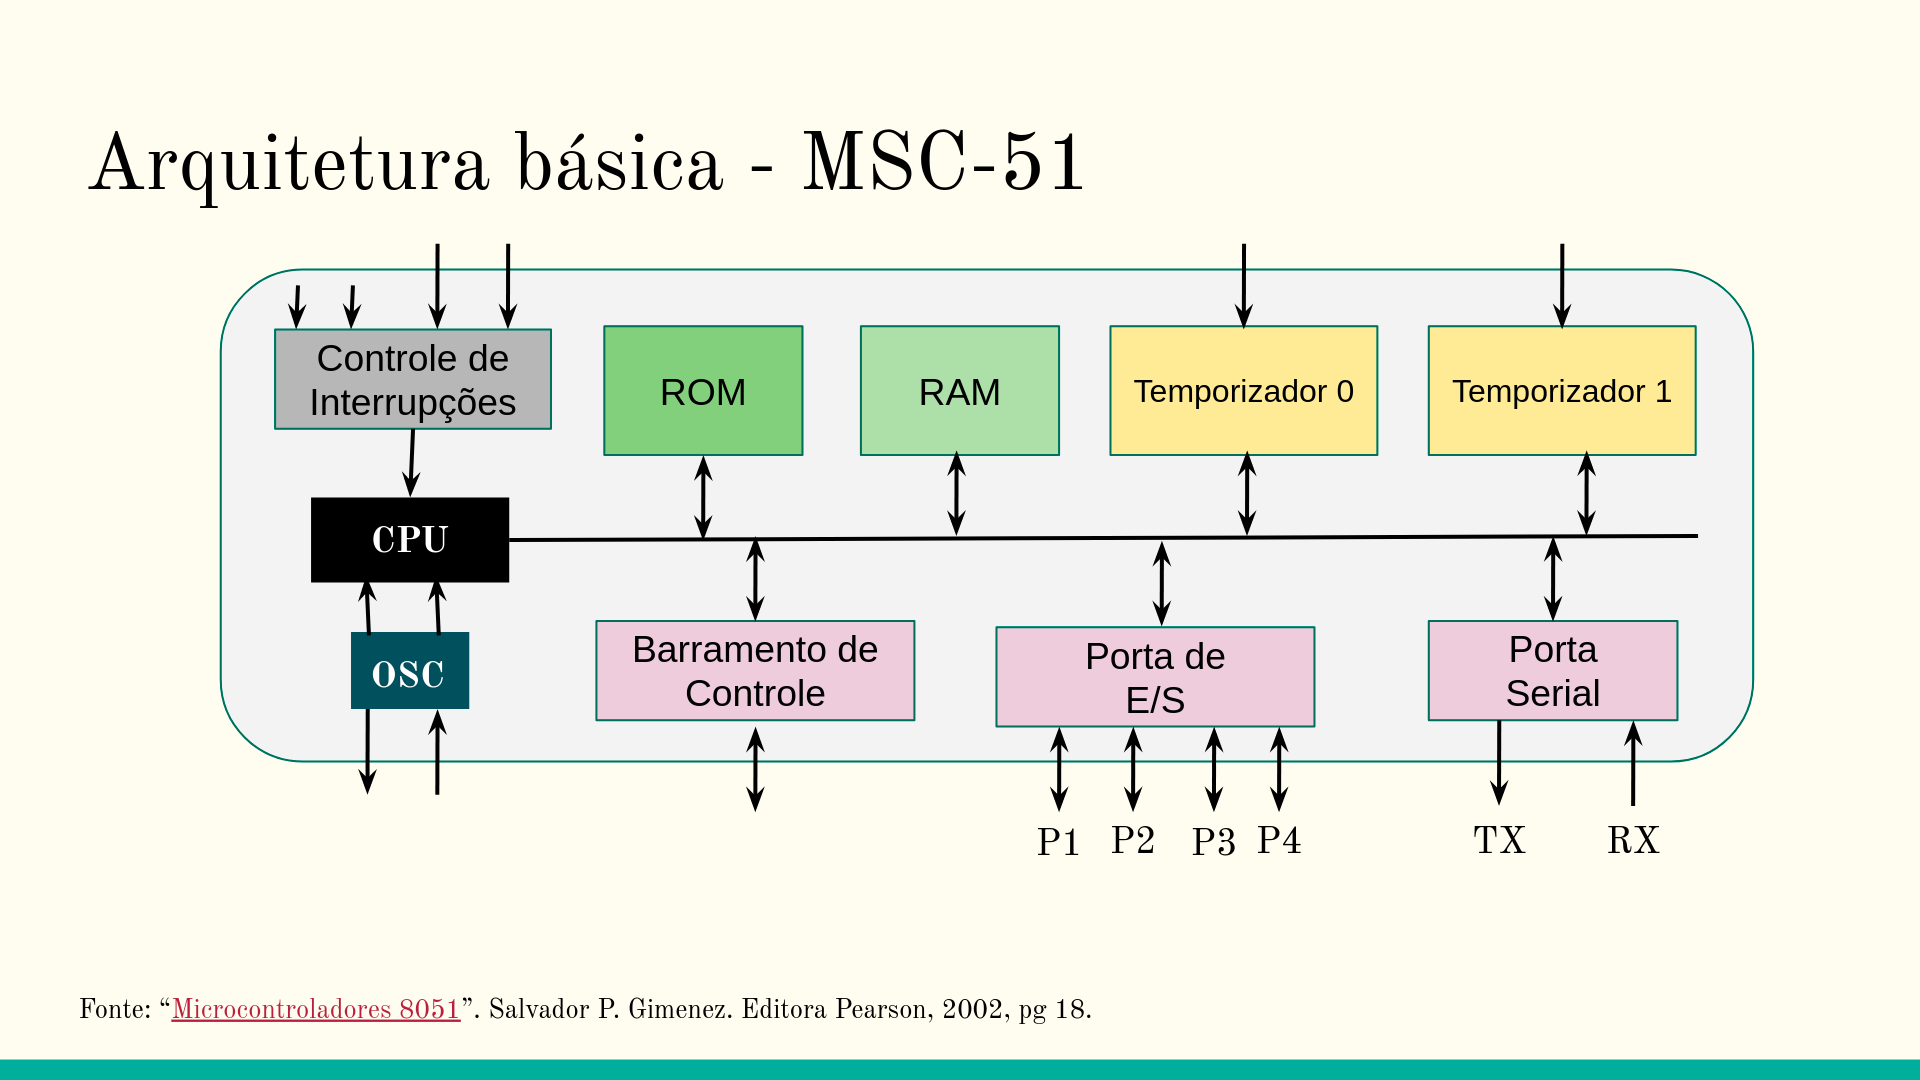 Arquitetura básica - MSC-51
Controle de
Interrupções
ROM
RAM
Temporizador 0
Temporizador 1
CPU
OSC
Barramento de
Controle
Porta de
E/S
Porta
Serial
P1
P2
P3
P4
TX
RX
Fonte: “Microcontroladores 8051”. Salvador P. Gimenez. Editora Pearson, 2002, pg 18.